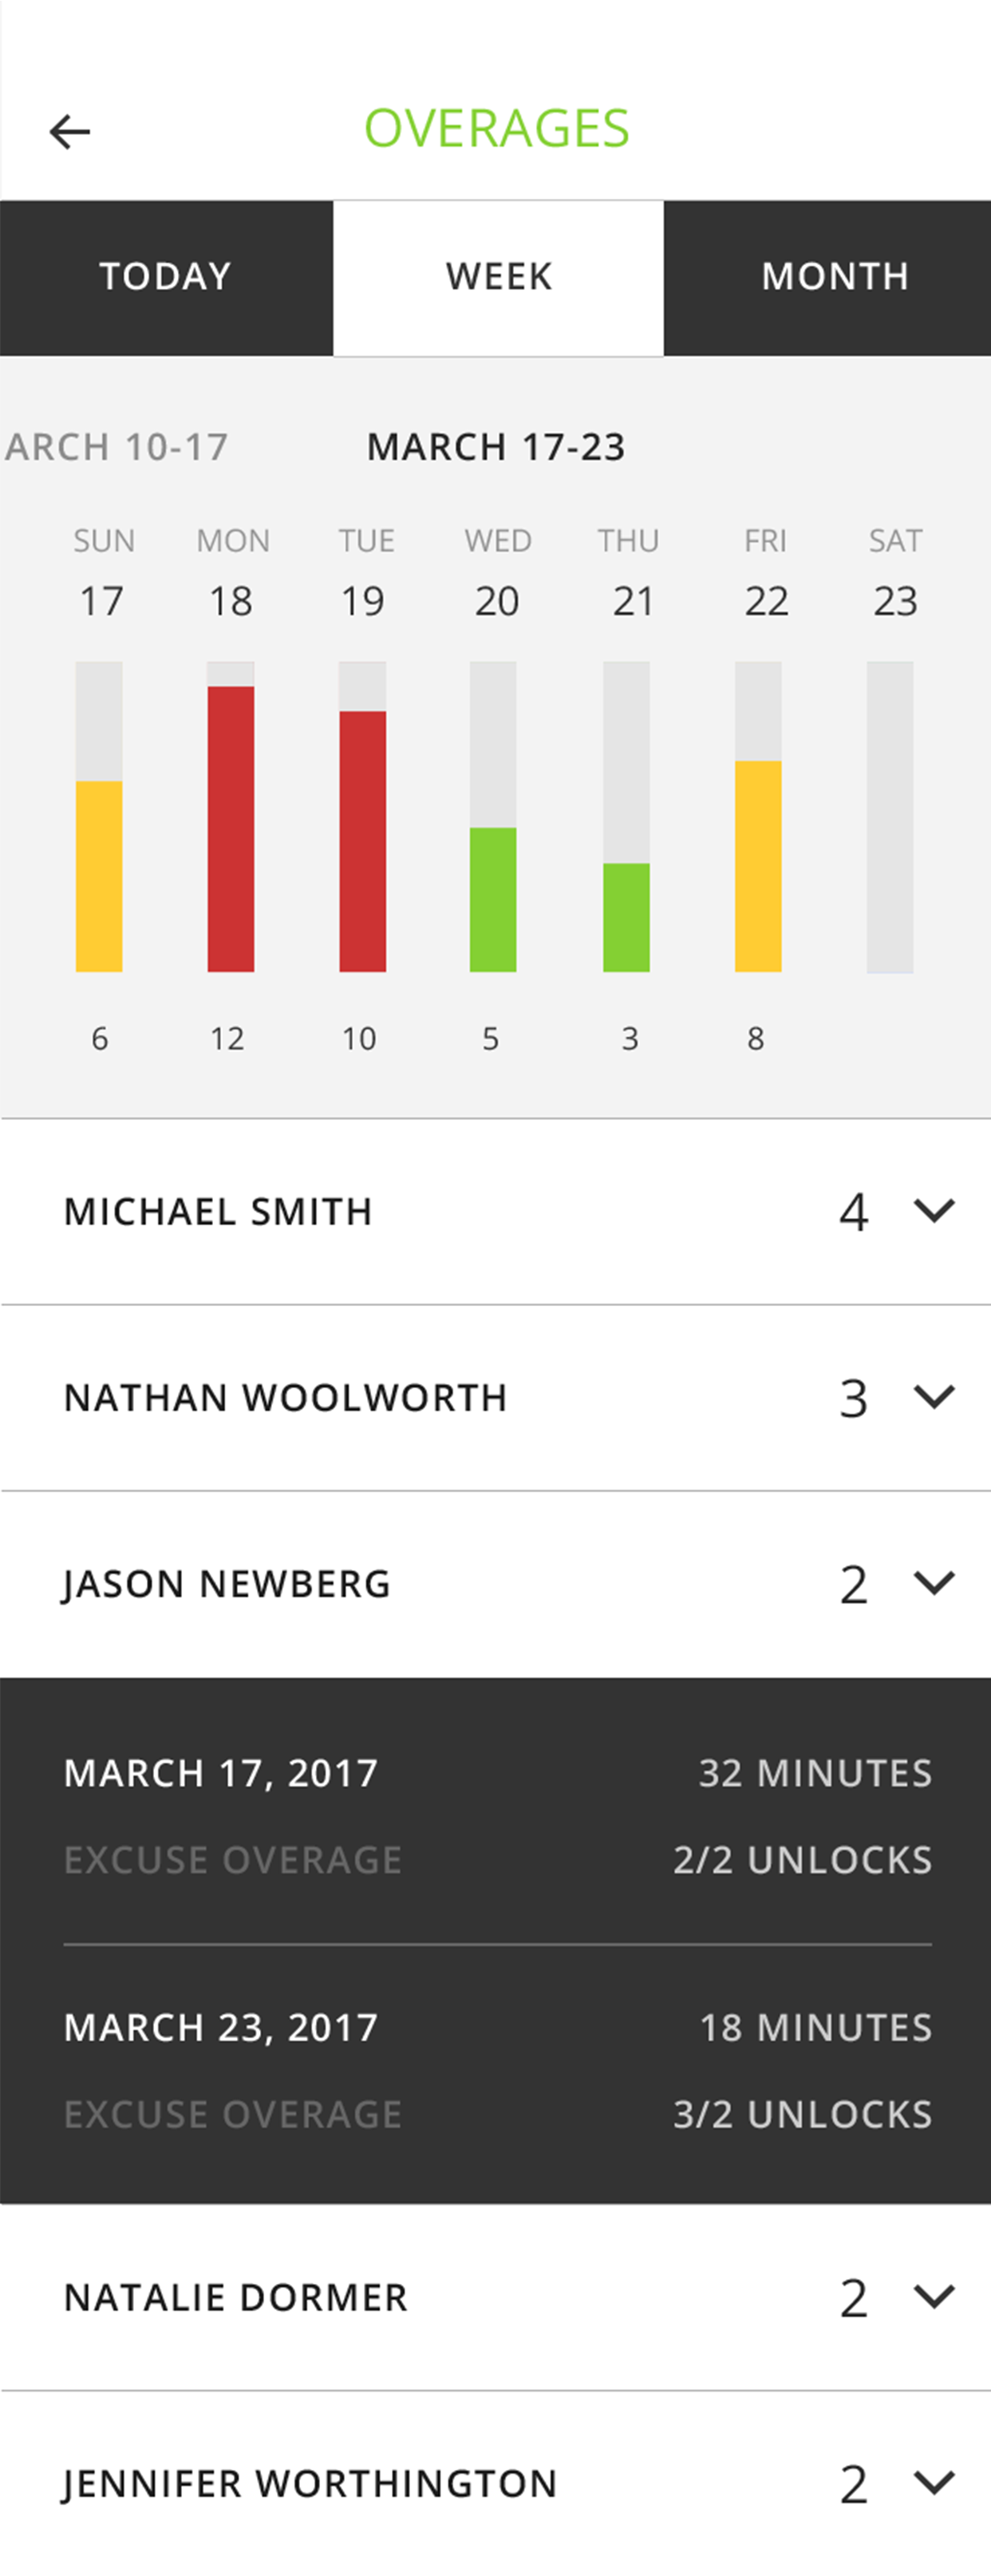 OVERAGES
TODAY WEEK MONTH
ARCH 10-17 MARCH 17-23
SUN MON TUE WED THU FRI SAT
17 18 19 20 21 22 23
6 12 10 5 3 8
MICHAEL SMITH 4
NATHAN WOOLWORTH 3
JASON NEWBERG 2
MARCH 17, 2017 32 MINUTES
EXCUSE OVERAGE 2/2 UNLOCKS
MARCH 23, 2017 18 MINUTES
EXCUSE OVERAGE 3/2 UNLOCKS
NATALIE DORMER 2
JENNIFER WORTHINGTON 2